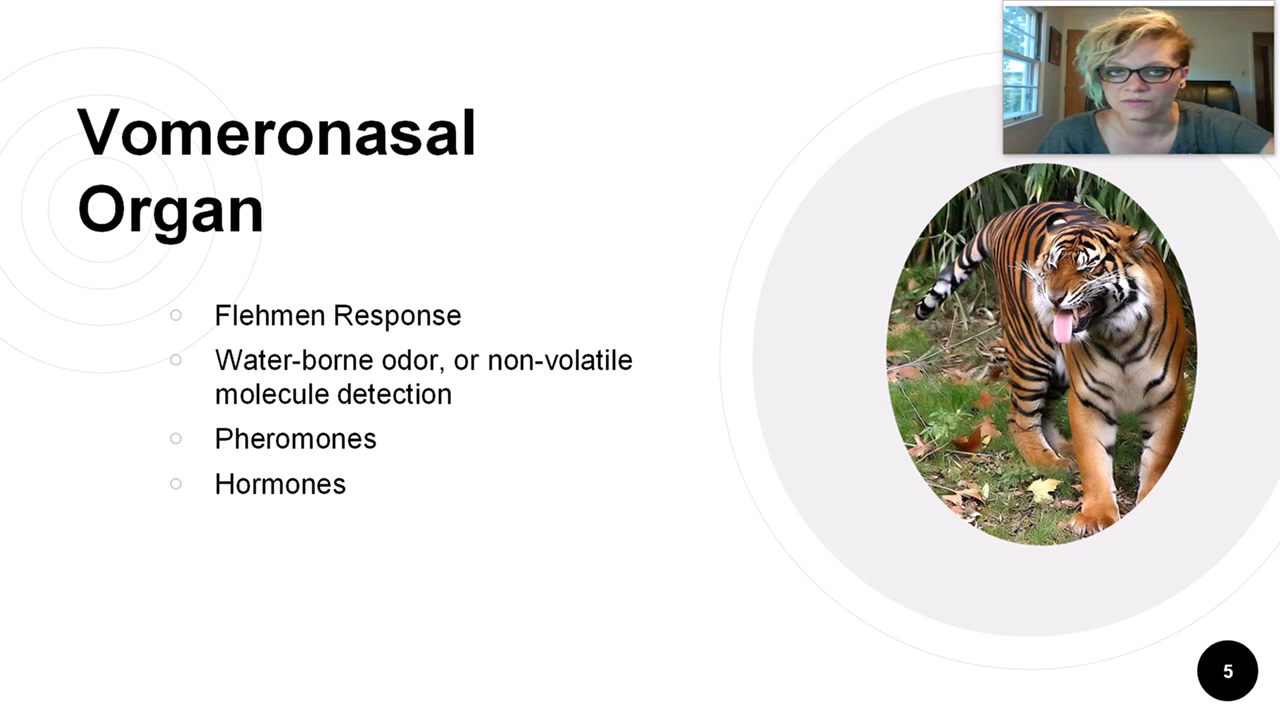 Vomeronasal
Organ
Flehmen Response
Water-borne odor, or non-volatile
molecule detection
Pheromones
Hormones
5